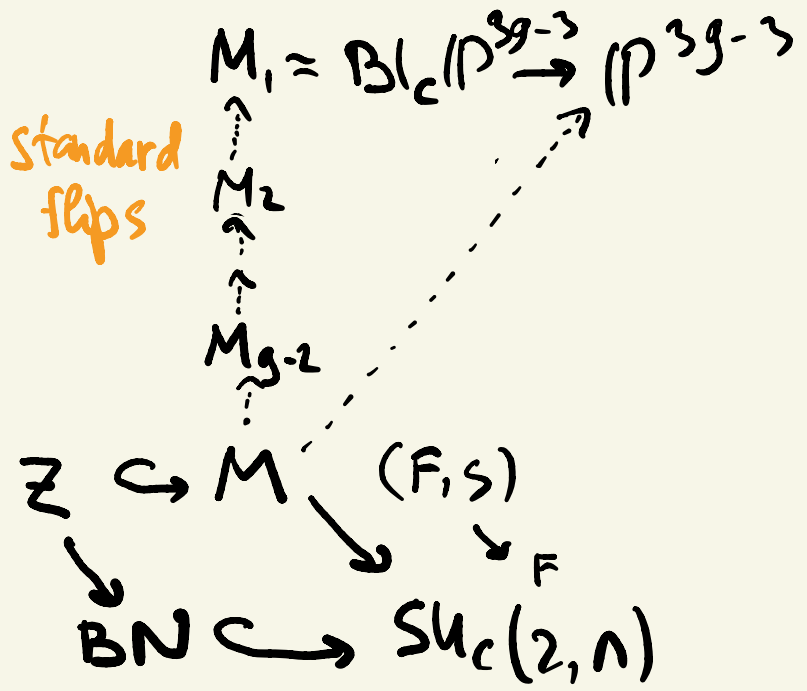 M₁ ≃ Bl_C ℙ^{3g-3} → ℙ^{3g-3}
standard
flips
M₂
M_{g-2}
Z ↪ M (F, s)
F
BN ↪ SU_C(2, Λ)